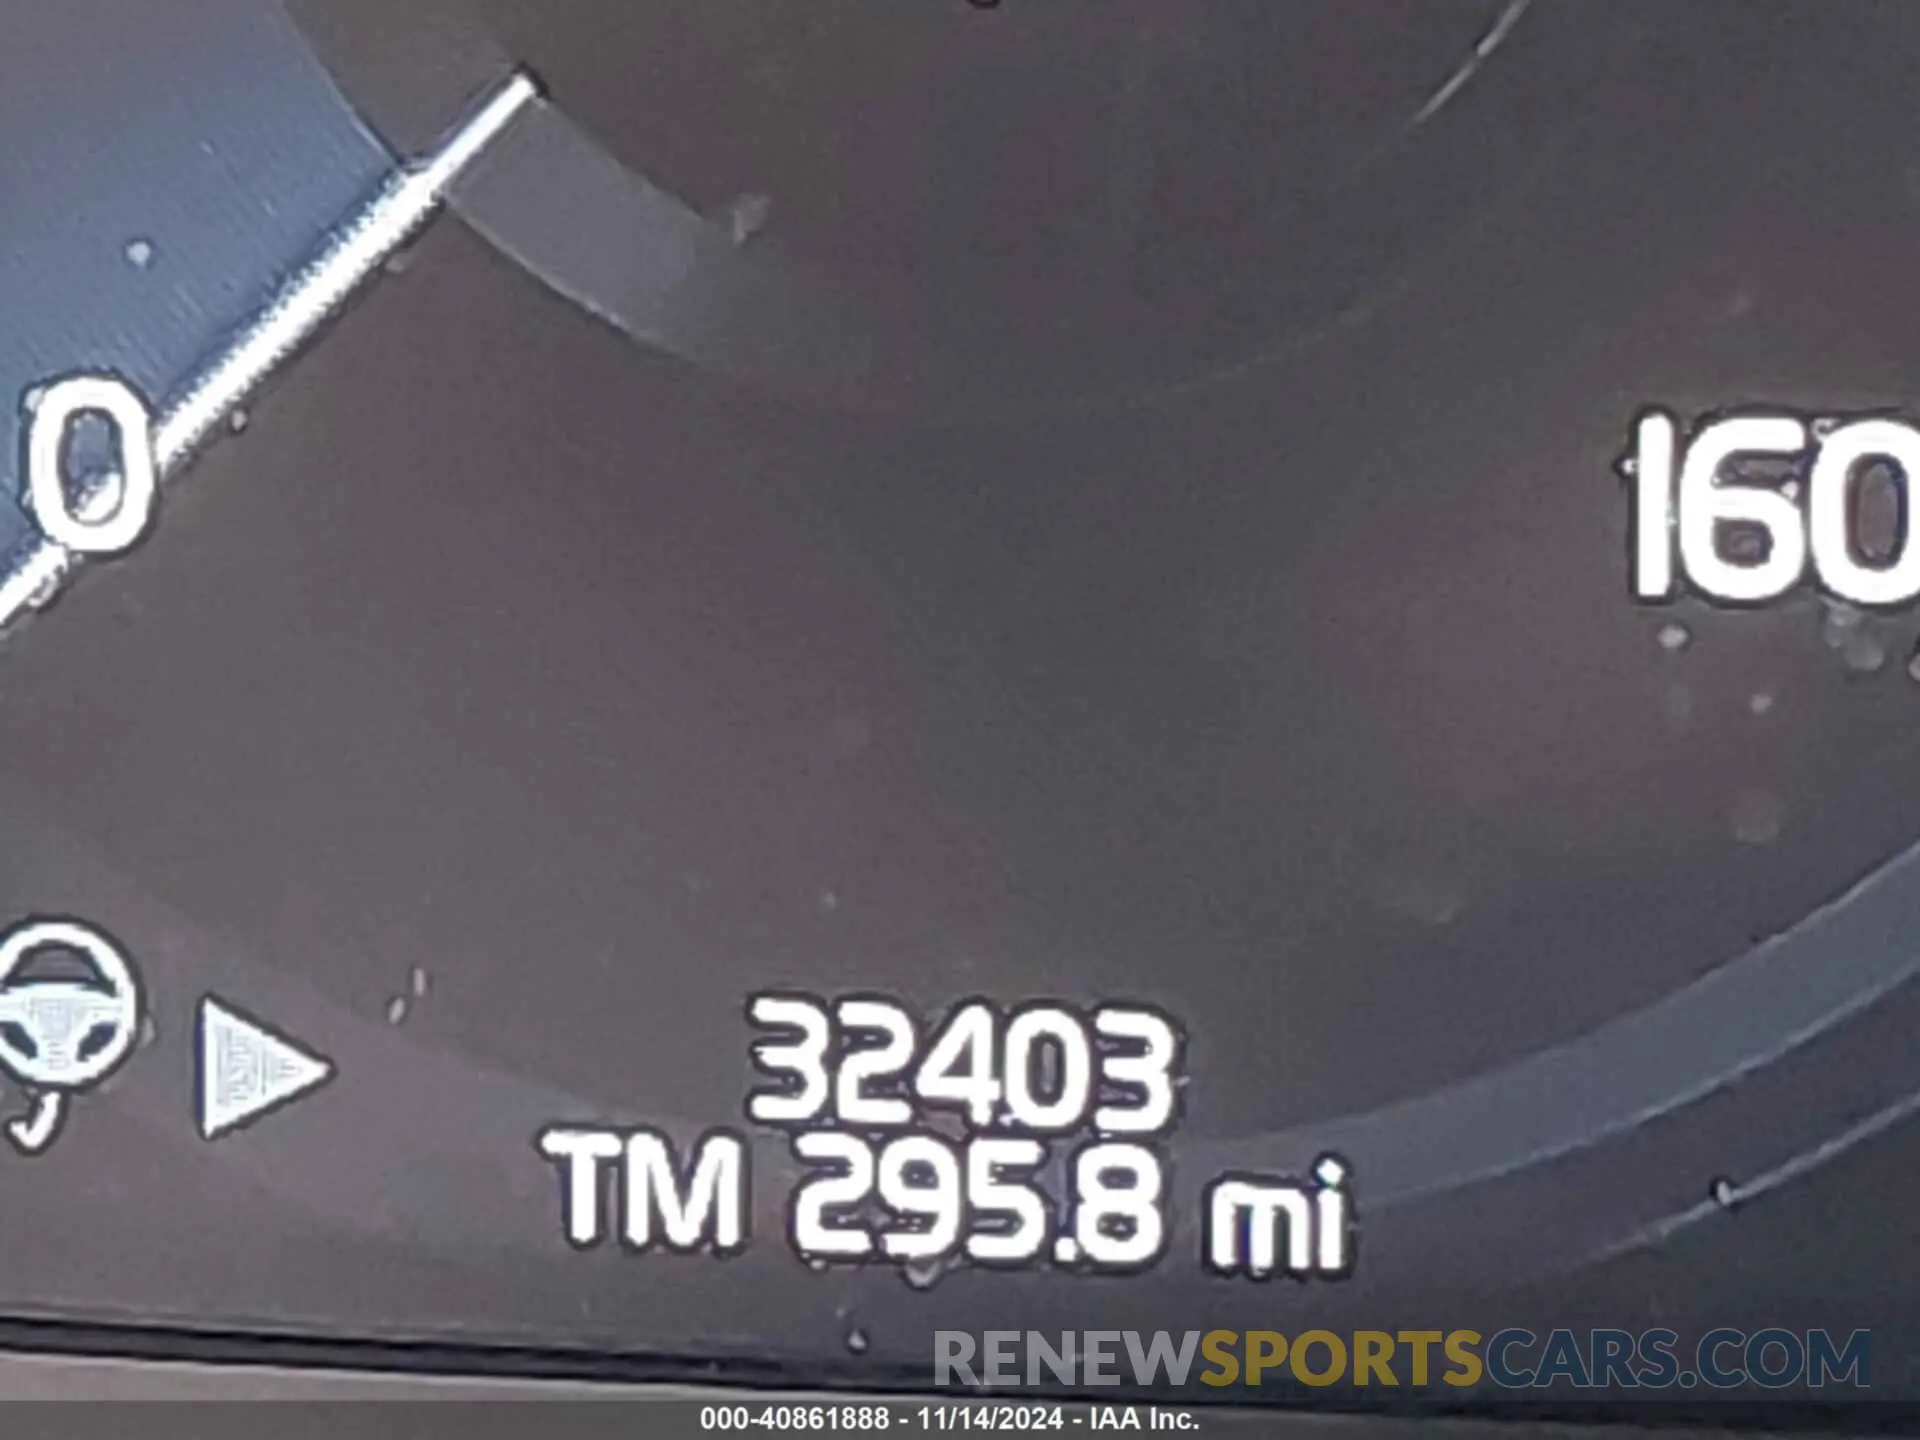 0
160
32403
TM 295.8 mi
RENEWSPORTSCARS.COM
000-40861888 - 11/14/2024 - IAA Inc.